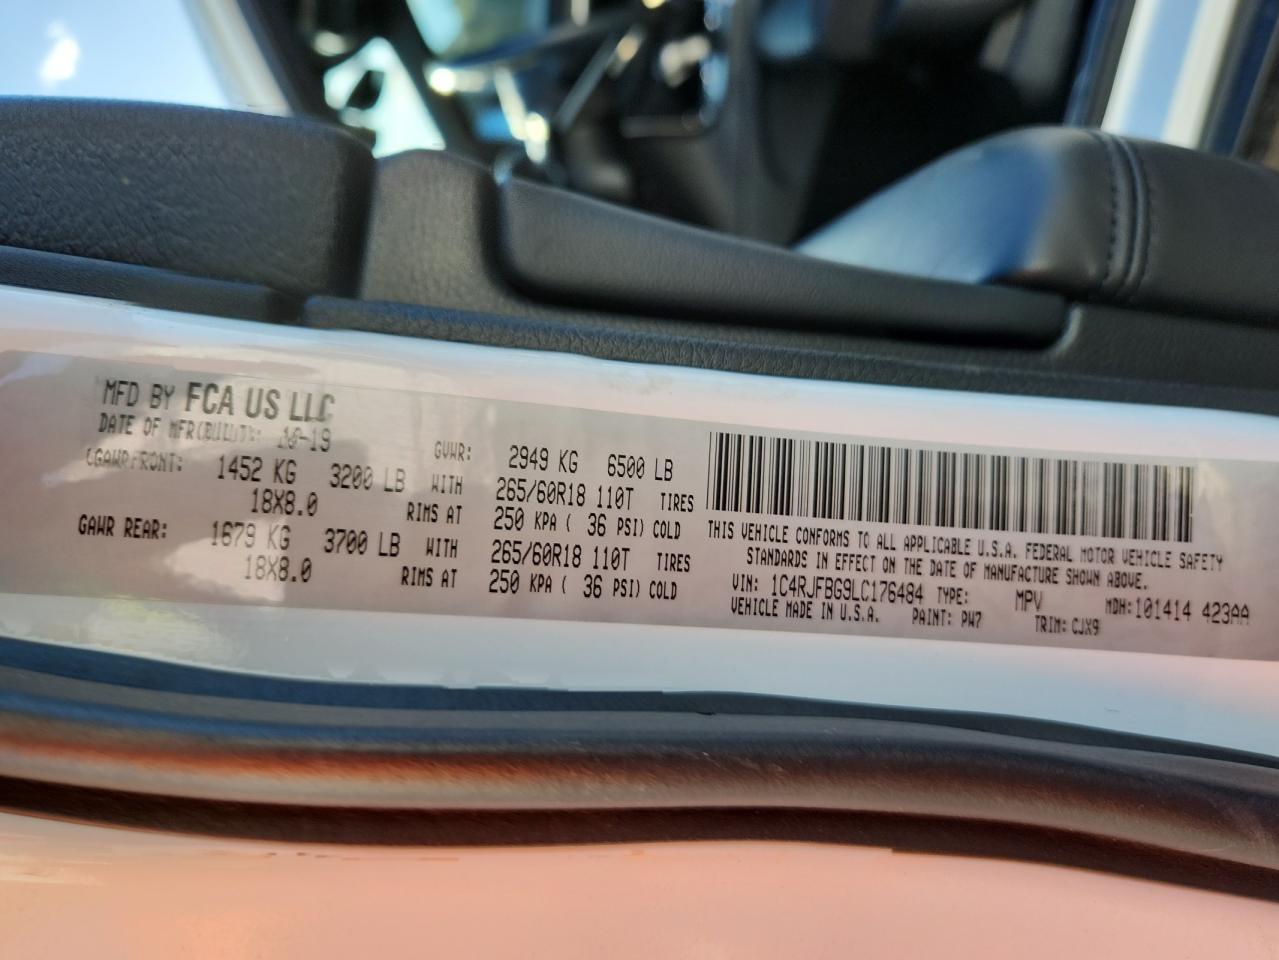 MFD BY FCA US LLC
DATE OF MFR(BUILT): 10-19 GVWR: 2949 KG 6500 LB
GAWR FRONT: 1452 KG 3200 LB WITH 265/60R18 110T TIRES
18X8.0 RIMS AT 250 KPA ( 36 PSI) COLD
GAWR REAR: 1679 KG 3700 LB WITH 265/60R18 110T TIRES
18X8.0 RIMS AT 250 KPA ( 36 PSI) COLD
THIS VEHICLE CONFORMS TO ALL APPLICABLE U.S.A. FEDERAL MOTOR VEHICLE SAFETY
STANDARDS IN EFFECT ON THE DATE OF MANUFACTURE SHOWN ABOVE.
VIN: 1C4RJFBG9LC176484 TYPE: MPV MDH: 101414 423AA
VEHICLE MADE IN U.S.A. PAINT: PW7 TRIM: CJX9